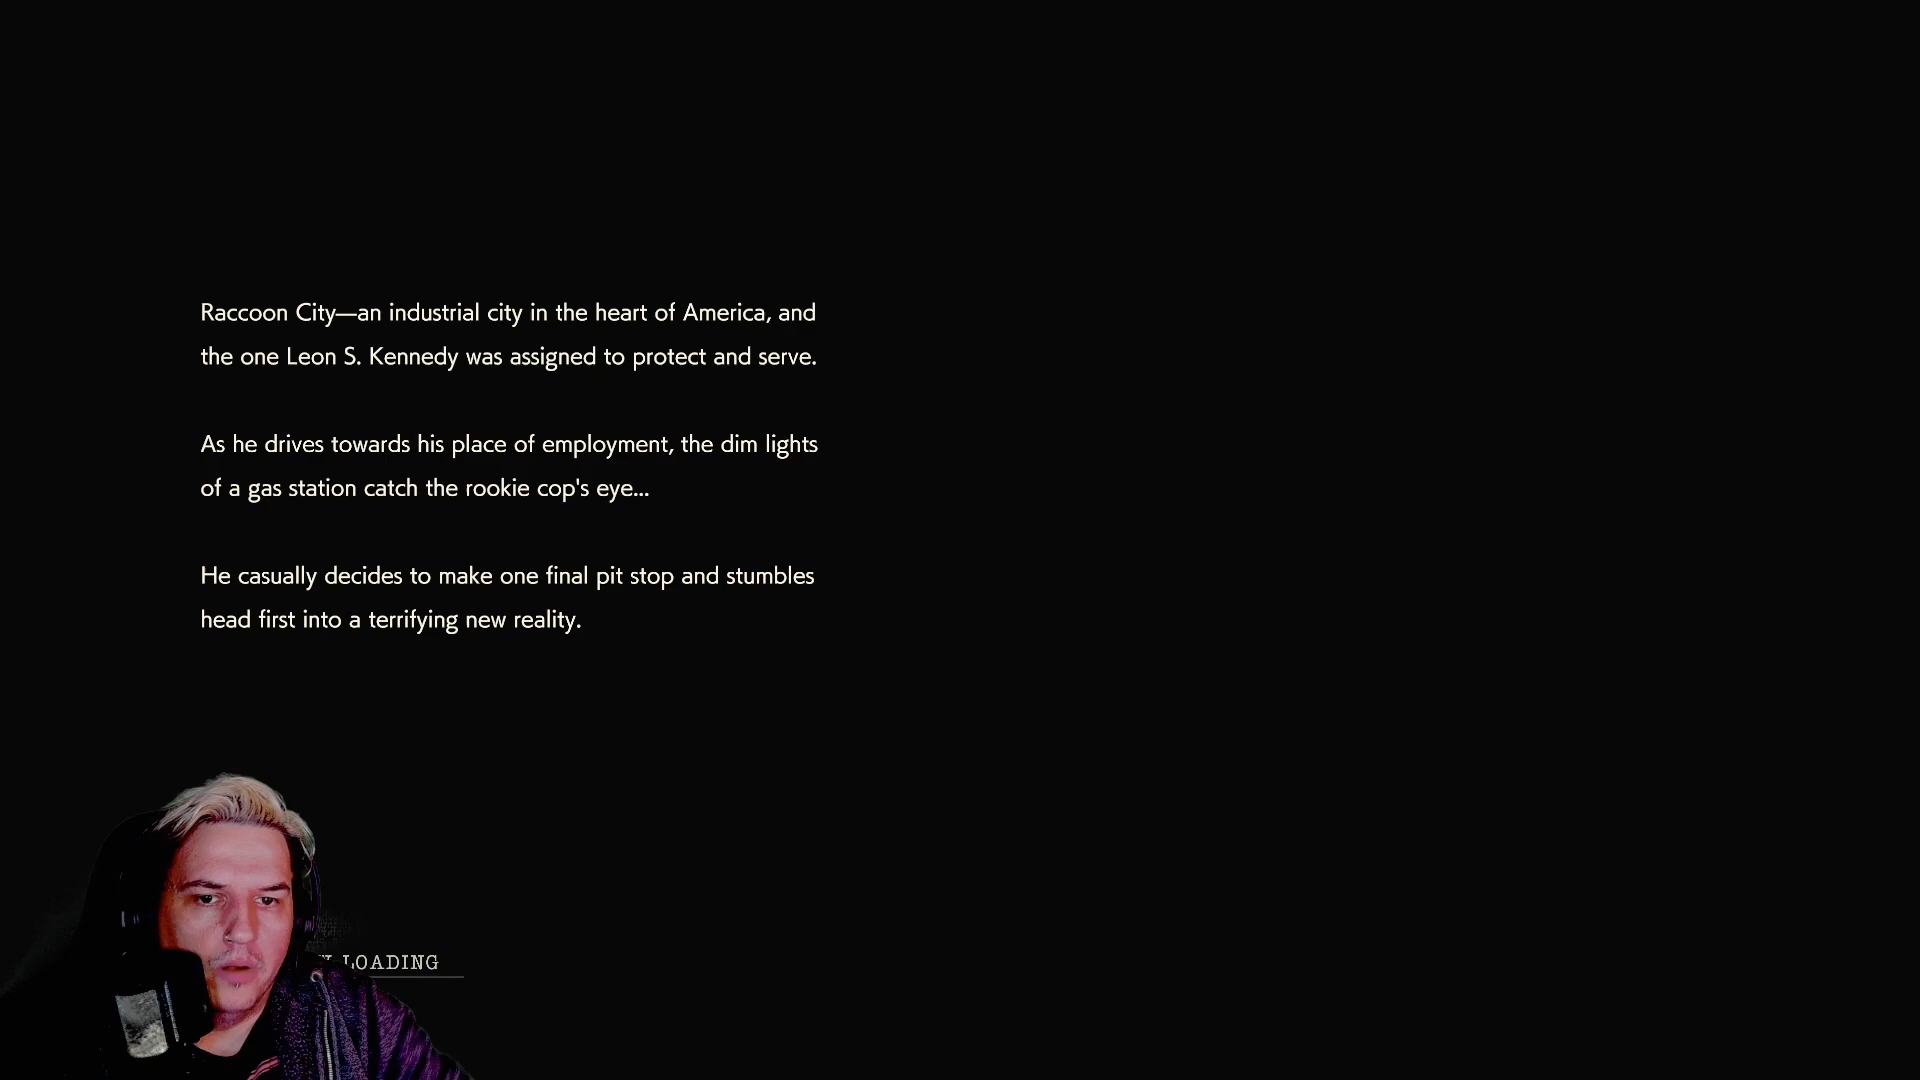 Raccoon City—an industrial city in the heart of America, and
the one Leon S. Kennedy was assigned to protect and serve.
As he drives towards his place of employment, the dim lights
of a gas station catch the rookie cop's eye...
He casually decides to make one final pit stop and stumbles
head first into a terrifying new reality.
LOADING